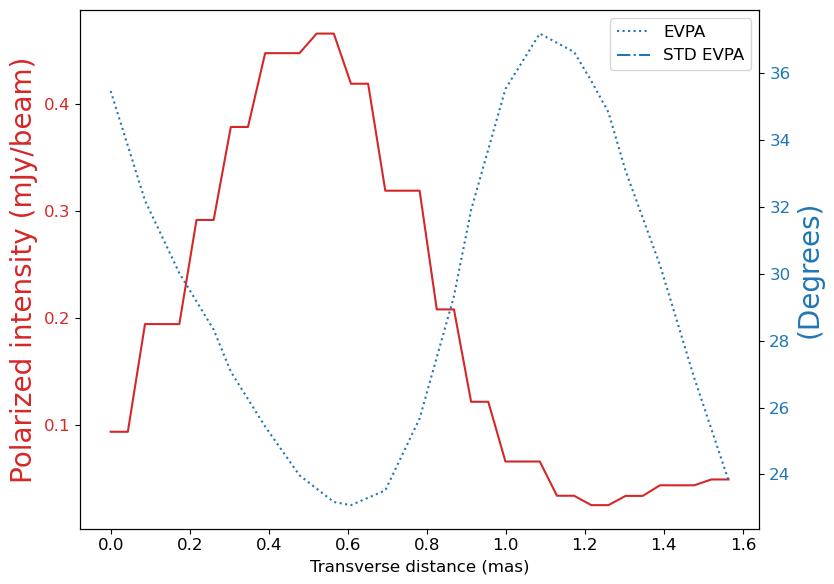 EVPA
STD EVPA
Polarized intensity (mJy/beam)
0.4
0.3
0.2
0.1
36
34
32
30
28
26
24
(Degrees)
0.0 0.2 0.4 0.6 0.8 1.0 1.2 1.4 1.6
Transverse distance (mas)